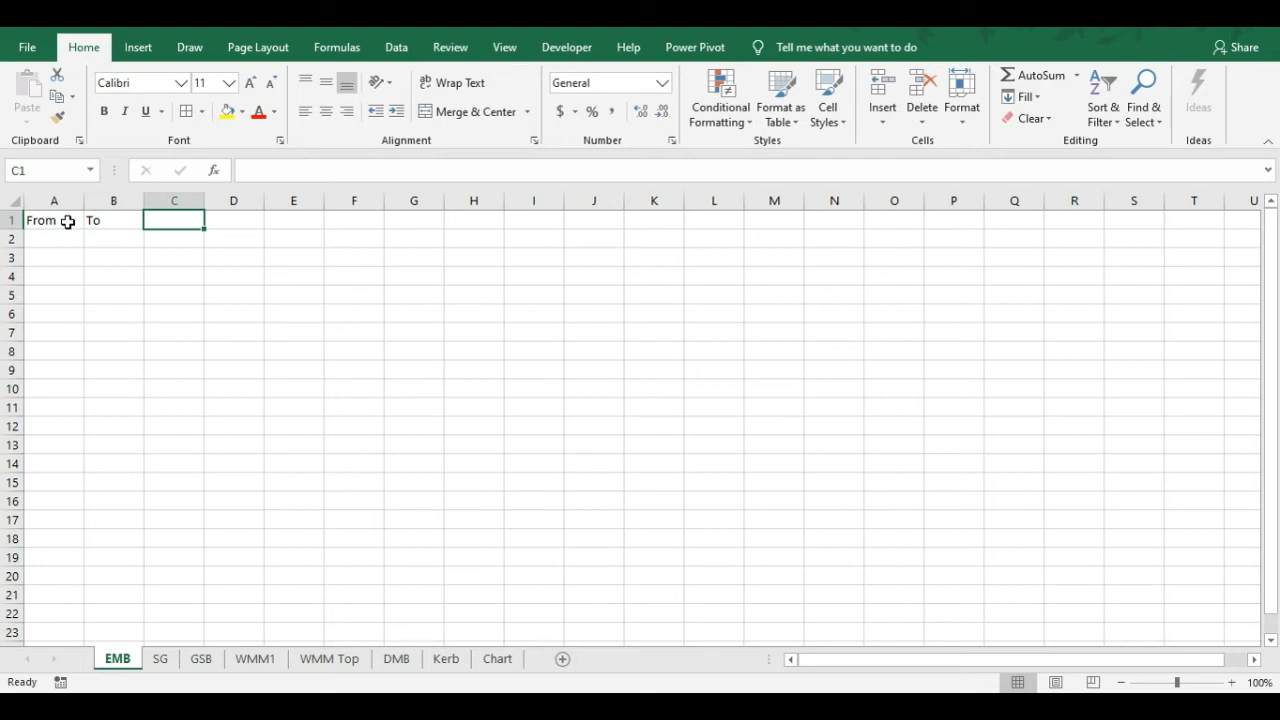 File Home Insert Draw Page Layout Formulas Data Review View Developer Help Power Pivot Tell me what you want to do Share
Paste
Calibri 11 A A
B I U A
Wrap Text
Merge & Center
General
$ % ,
Conditional Formatting
Format as Table
Cell Styles
Insert
Delete
Format
AutoSum
Fill
Clear
Sort & Filter
Find & Select
Ideas
Clipboard Font Alignment Number Styles Cells Editing Ideas
C1 fx
A B C D E F G H I J K L M N O P Q R S T U
1 From To
2
3
4
5
6
7
8
9
10
11
12
13
14
15
16
17
18
19
20
21
22
23
EMB SG GSB WMM1 WMM Top DMB Kerb Chart
Ready 100%